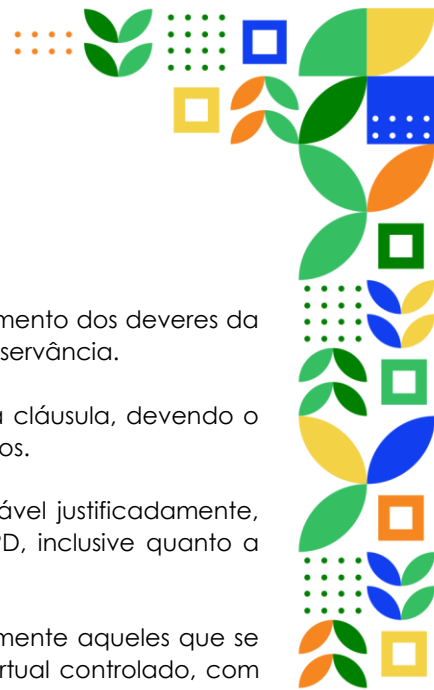 mento dos deveres da
servância.
a cláusula, devendo o
os.
ável justificadamente,
PD, inclusive quanto a
mente aqueles que se
rtual controlado, com